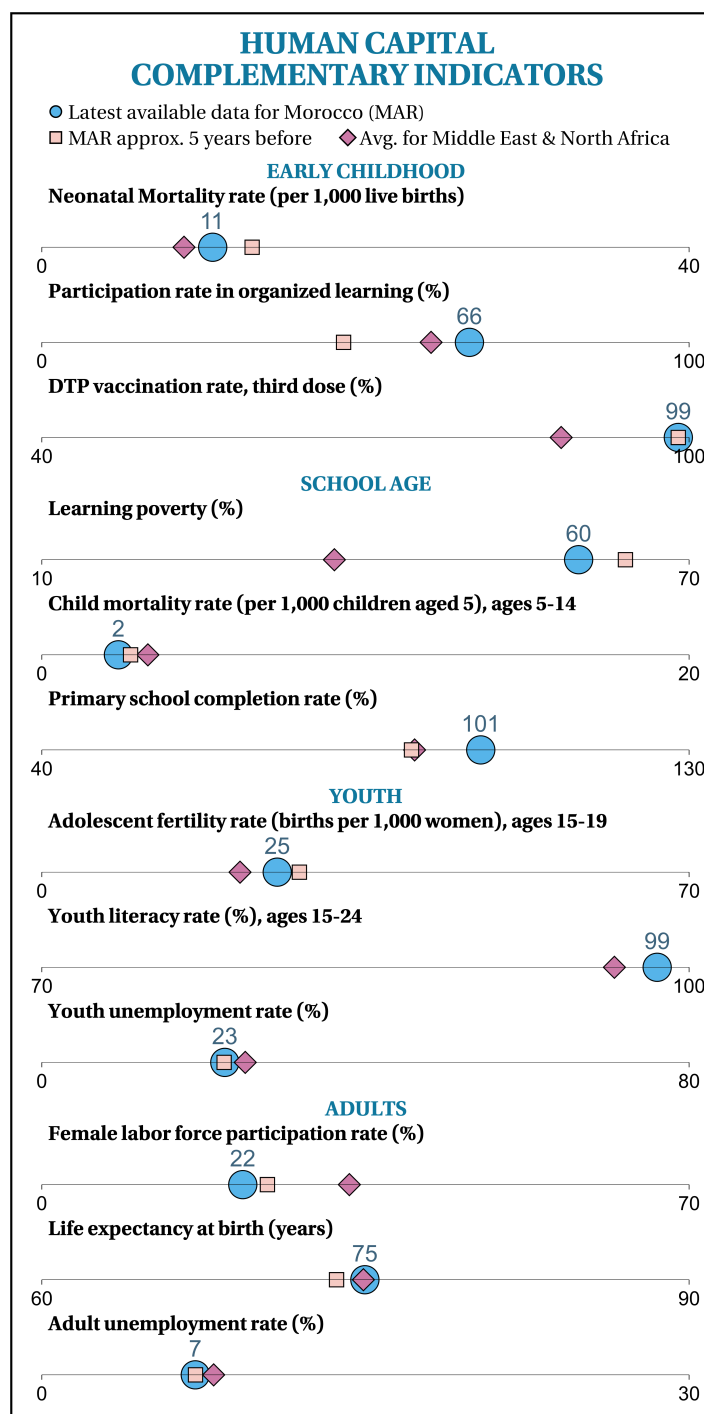 HUMAN CAPITAL
COMPLEMENTARY INDICATORS
Latest available data for Morocco (MAR)
MAR approx. 5 years before Avg. for Middle East & North Africa
EARLY CHILDHOOD
Neonatal Mortality rate (per 1,000 live births)
11
0 40
Participation rate in organized learning (%)
66
0 100
DTP vaccination rate, third dose (%)
99
40 100
SCHOOL AGE
Learning poverty (%)
60
10 70
Child mortality rate (per 1,000 children aged 5), ages 5-14
2
0 20
Primary school completion rate (%)
101
40 130
YOUTH
Adolescent fertility rate (births per 1,000 women), ages 15-19
25
0 70
Youth literacy rate (%), ages 15-24
99
70 100
Youth unemployment rate (%)
23
0 80
ADULTS
Female labor force participation rate (%)
22
0 70
Life expectancy at birth (years)
75
60 90
Adult unemployment rate (%)
7
0 30